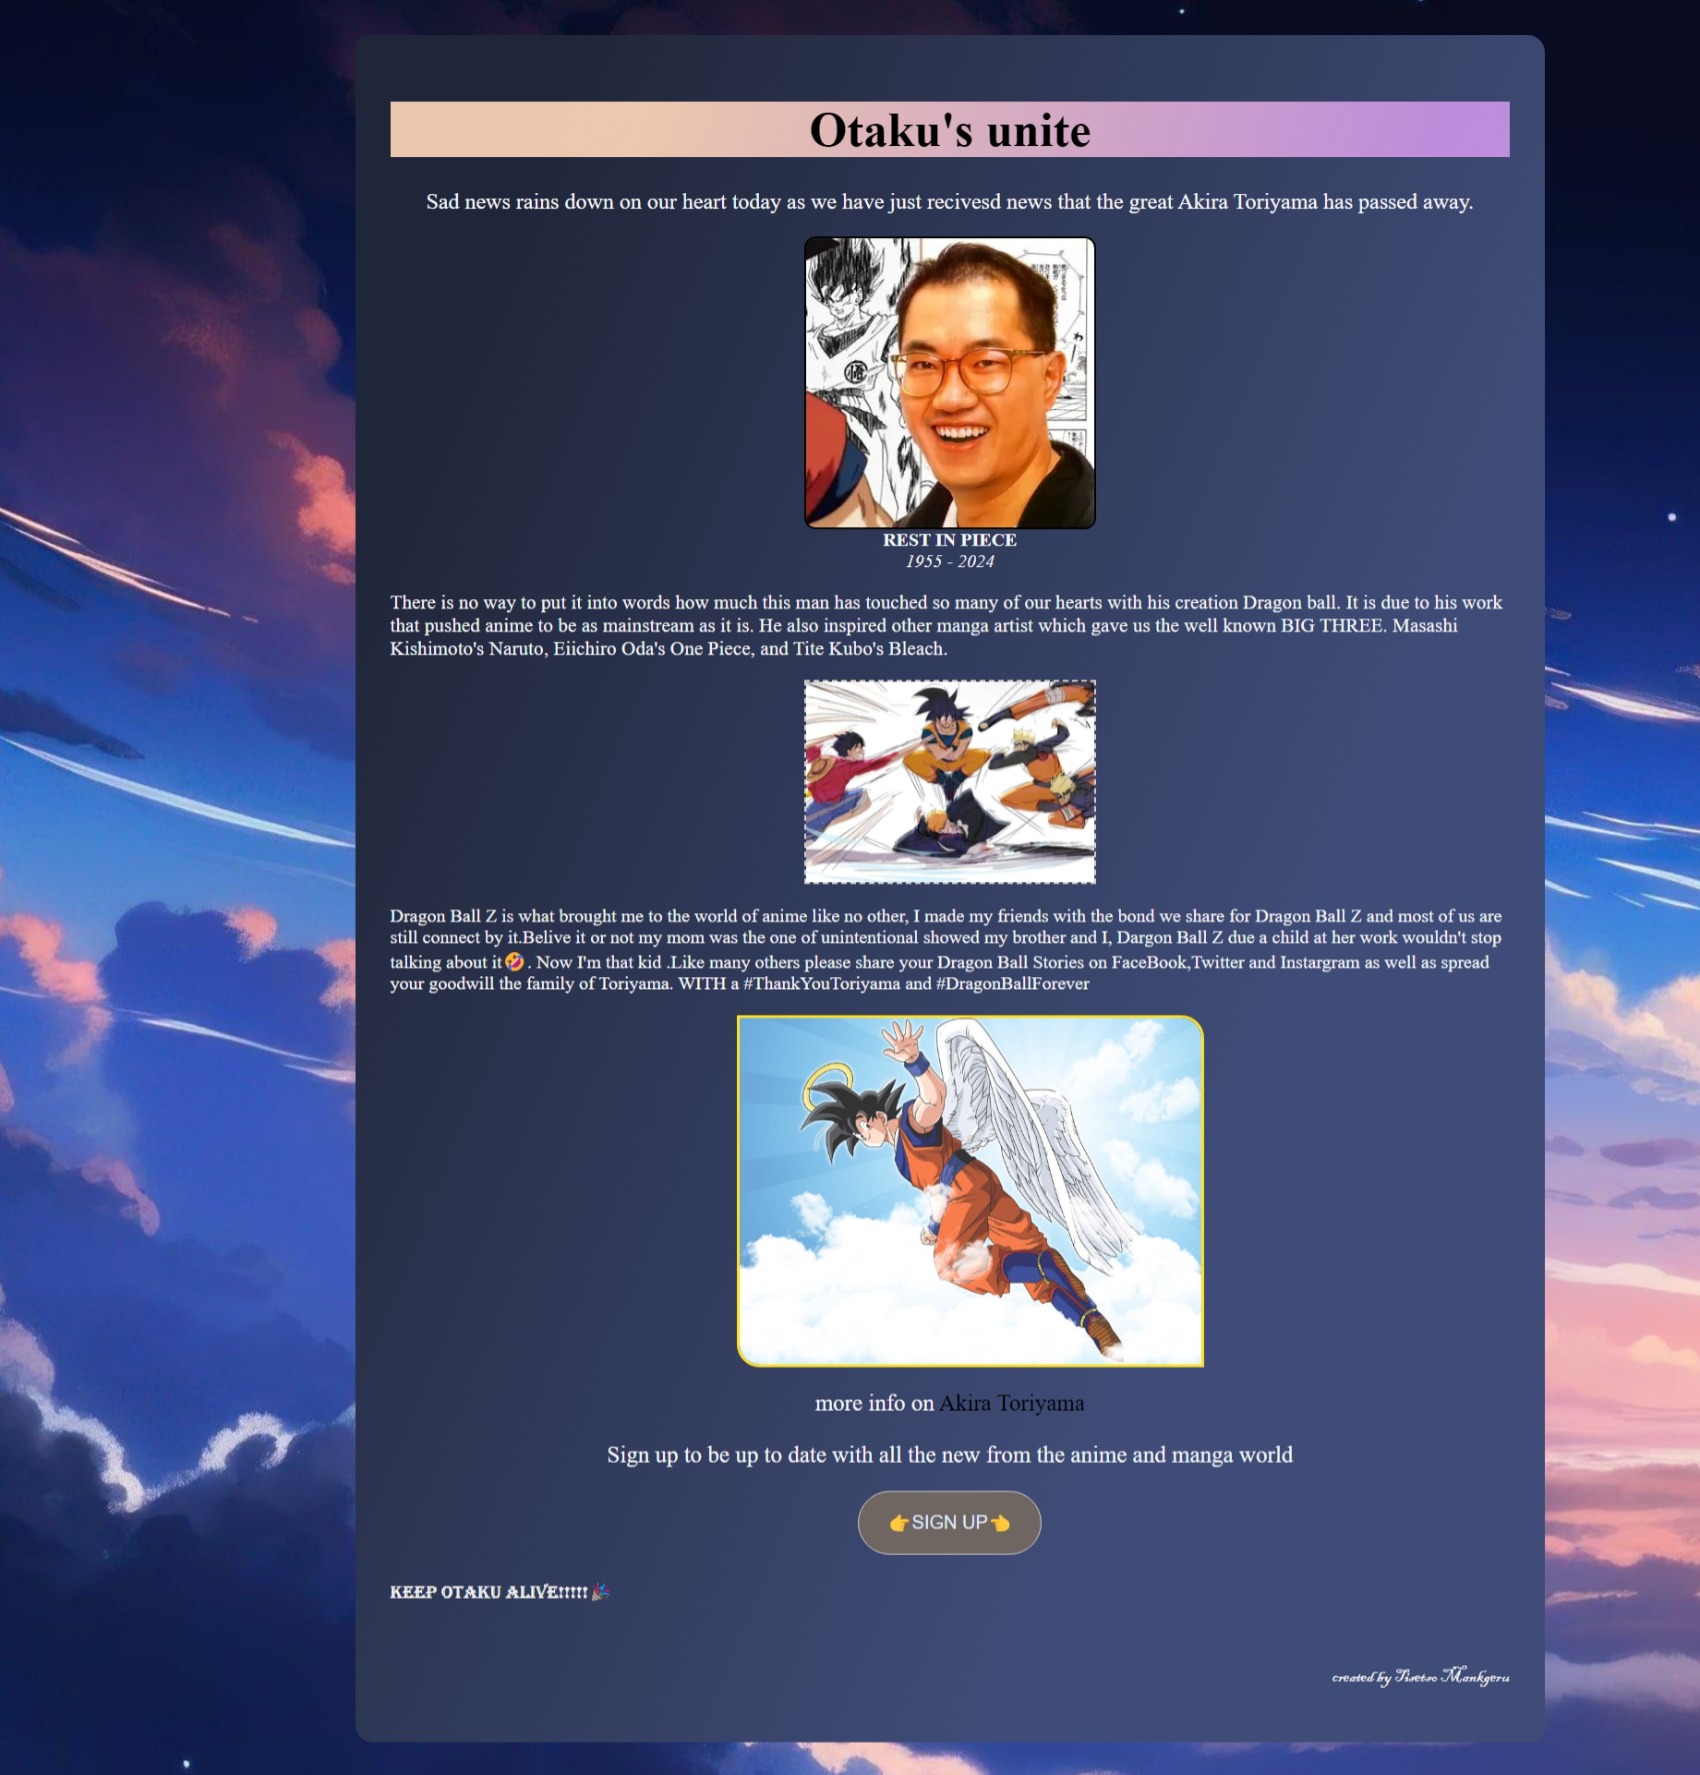 Otaku's unite
Sad news rains down on our heart today as we have just recivesd news that the great Akira Toriyama has passed away.
悟
REST IN PIECE
1955 - 2024
There is no way to put it into words how much this man has touched so many of our hearts with his creation Dragon ball. It is due to his work
that pushed anime to be as mainstream as it is. He also inspired other manga artist which gave us the well known BIG THREE. Masashi
Kishimoto's Naruto, Eiichiro Oda's One Piece, and Tite Kubo's Bleach.
Dragon Ball Z is what brought me to the world of anime like no other, I made my friends with the bond we share for Dragon Ball Z and most of us are
still connect by it.Belive it or not my mom was the one of unintentional showed my brother and I, Dargon Ball Z due a child at her work wouldn't stop
talking about it🤣. Now I'm that kid .Like many others please share your Dragon Ball Stories on FaceBook,Twitter and Instargram as well as spread
your goodwill the family of Toriyama. WITH a #ThankYouToriyama and #DragonBallForever
more info on Akira Toriyama
Sign up to be up to date with all the new from the anime and manga world
👉SIGN UP👈
KEEP OTAKU ALIVE!!!!! 🎉
created by Tisetso Mankgeru